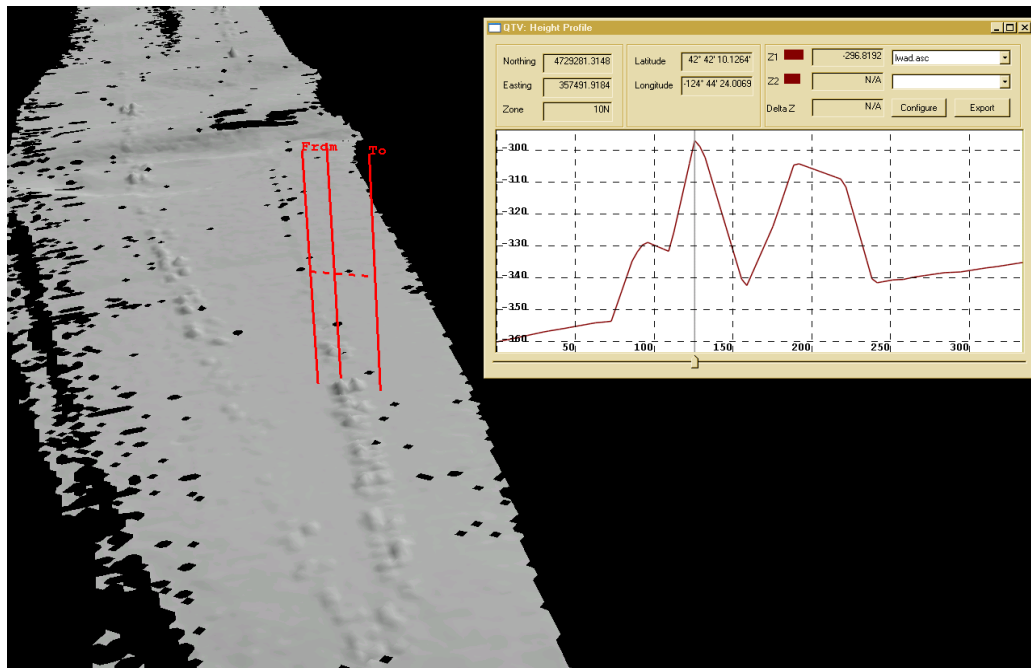 QTV: Height Profile
Northing 4729281.3148 Latitude 42° 42' 10.1264' Z1 -296.8192 lwad.asc
Easting 357491.9184 Longitude -124° 44' 24.0069 Z2 N/A
Zone 10N Delta Z N/A Configure Export
From To
-300
-310
-320
-330
-340
-350
-360
50 100 150 200 250 300